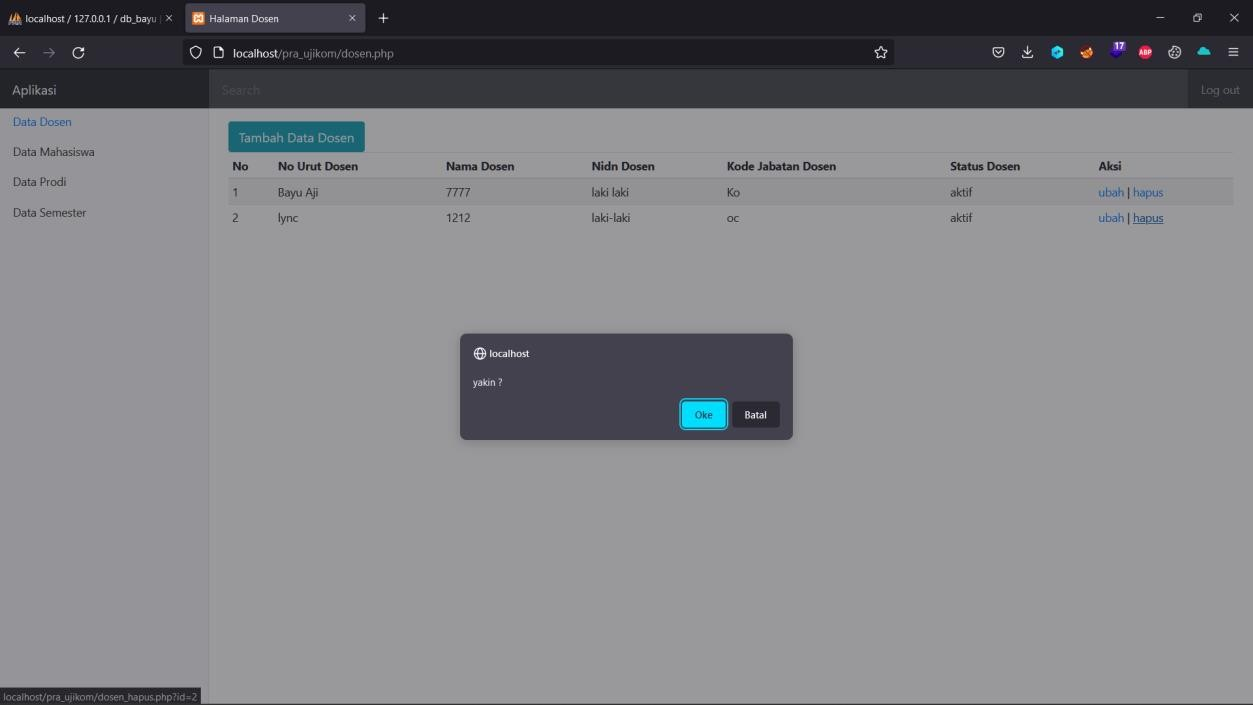 localhost / 127.0.0.1 / db_bayu |
Halaman Dosen
localhost/pra_ujikom/dosen.php
17
ABP
Aplikasi
Search
Log out
Data Dosen
Data Mahasiswa
Data Prodi
Data Semester
Tambah Data Dosen
No No Urut Dosen Nama Dosen Nidn Dosen Kode Jabatan Dosen Status Dosen Aksi
1 Bayu Aji 7777 laki laki Ko aktif ubah | hapus
2 lync 1212 laki-laki oc aktif ubah | hapus
localhost
yakin ?
Oke Batal
localhost/pra_ujikom/dosen_hapus.php?id=2